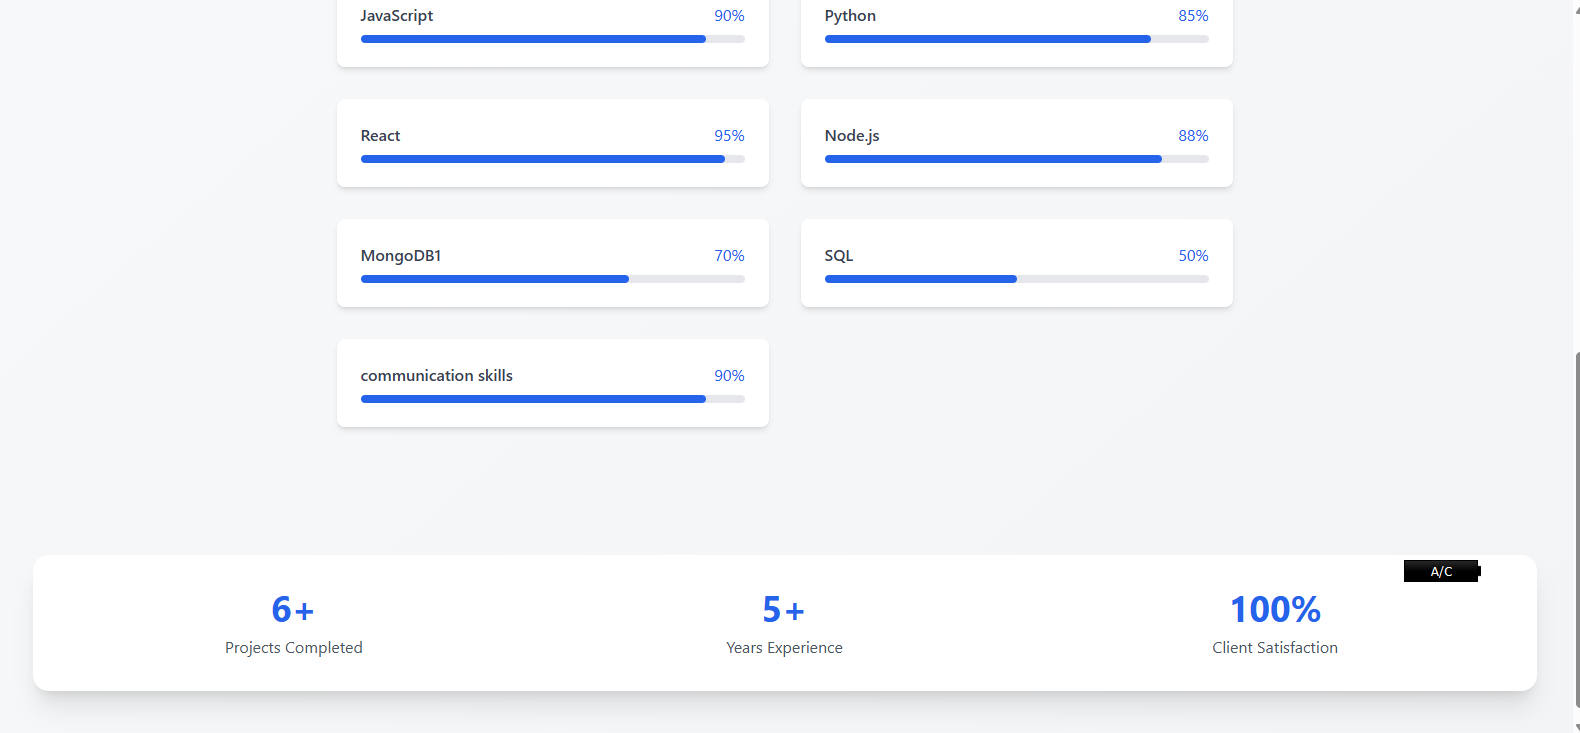 JavaScript 90%
Python 85%
React 95%
Node.js 88%
MongoDB1 70%
SQL 50%
communication skills 90%
A/C
6+
Projects Completed
5+
Years Experience
100%
Client Satisfaction